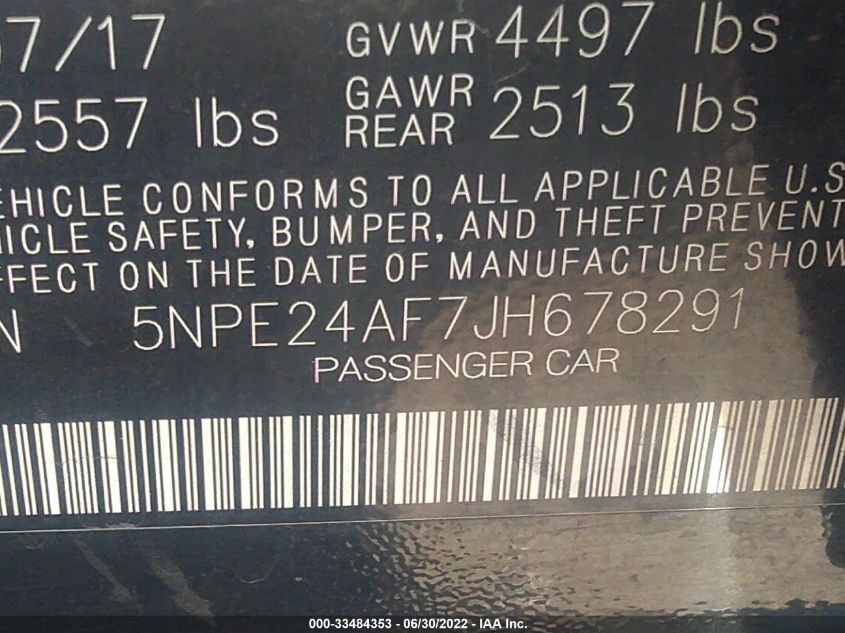 07/17 GVWR 4497 lbs
2557 lbs GAWR REAR 2513 lbs
EHICLE CONFORMS TO ALL APPLICABLE U.S
HICLE SAFETY, BUMPER, AND THEFT PREVENT
FFECT ON THE DATE OF MANUFACTURE SHOW
N 5NPE24AF7JH678291
PASSENGER CAR
000-33484353 - 06/30/2022 - IAA Inc.